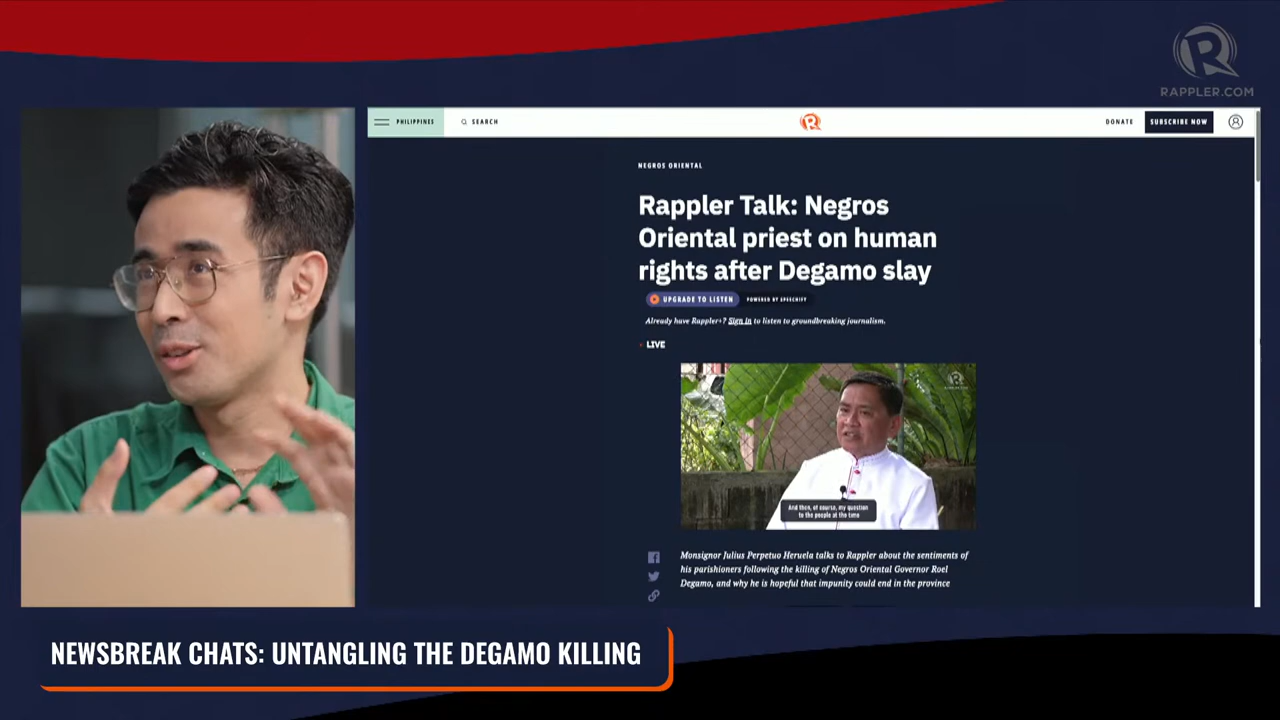 RAPPLER.COM
PHILIPPINES
SEARCH
DONATE
SUBSCRIBE NOW
NEGROS ORIENTAL
Rappler Talk: Negros
Oriental priest on human
rights after Degamo slay
UPGRADE TO LISTEN
POWERED BY SPEECHIFY
Already have Rappler+? Sign in to listen to groundbreaking journalism.
LIVE
RAPPLER.COM
And then, of course, my question
to the people at the time
Monsignor Julius Perpetuo Heruela talks to Rappler about the sentiments of
his parishioners following the killing of Negros Oriental Governor Roel
Degamo, and why he is hopeful that impunity could end in the province
NEWSBREAK CHATS: UNTANGLING THE DEGAMO KILLING